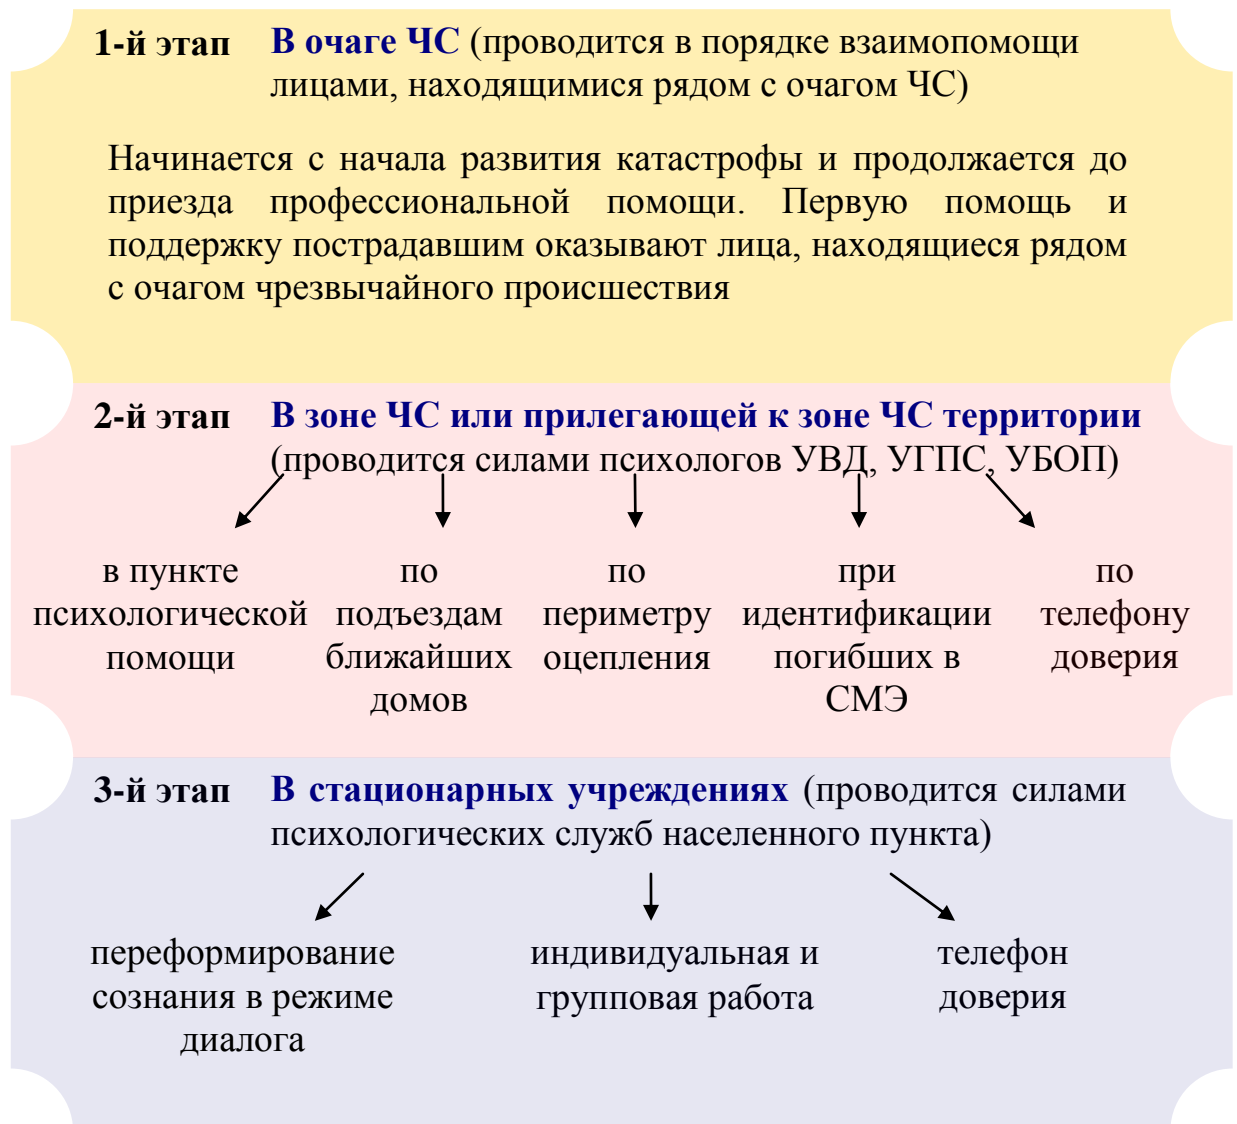 1-й этап В очаге ЧС (проводится в порядке взаимопомощи
лицами, находящимися рядом с очагом ЧС)
Начинается с начала развития катастрофы и продолжается до
приезда профессиональной помощи. Первую помощь и
поддержку пострадавшим оказывают лица, находящиеся рядом
с очагом чрезвычайного происшествия
2-й этап В зоне ЧС или прилегающей к зоне ЧС территории
(проводится силами психологов УВД, УГПС, УБОП)
в пункте
психологической
помощи
по
подъездам
ближайших
домов
по
периметру
оцепления
при
идентификации
погибших в
СМЭ
по
телефону
доверия
3-й этап В стационарных учреждениях (проводится силами
психологических служб населенного пункта)
переформирование
сознания в режиме
диалога
индивидуальная и
групповая работа
телефон
доверия